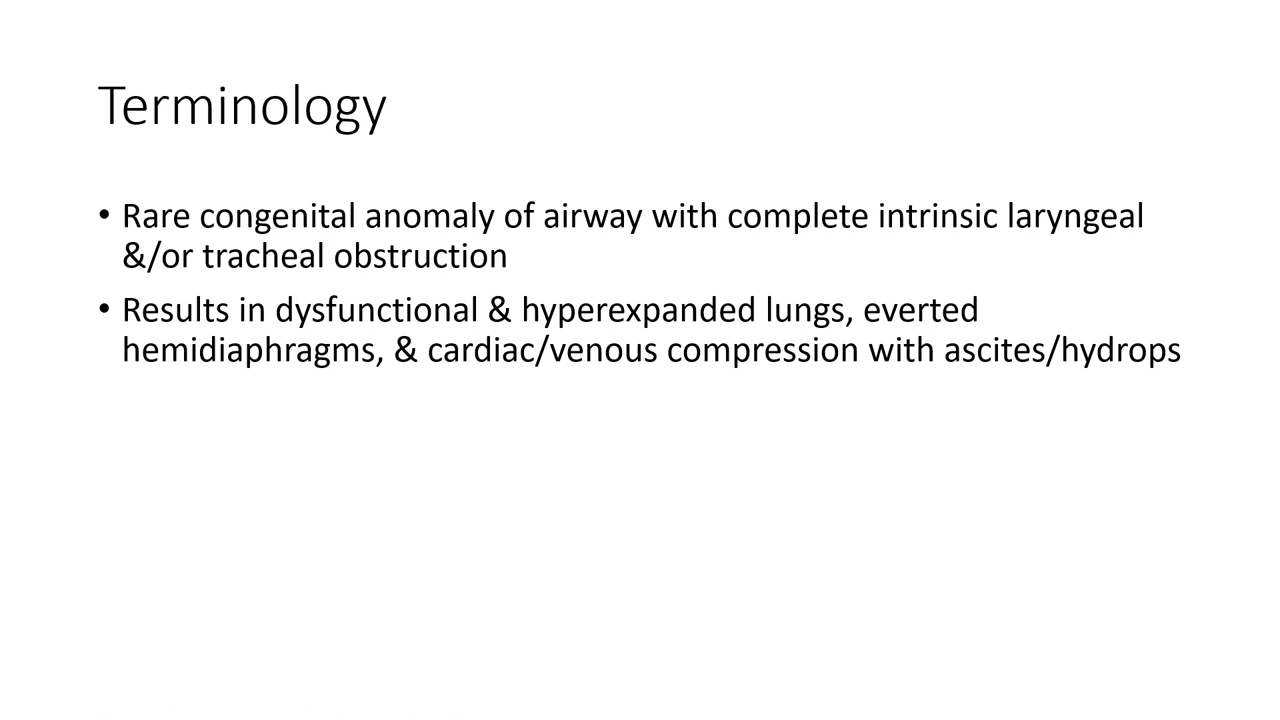 Terminology
• Rare congenital anomaly of airway with complete intrinsic laryngeal
&/or tracheal obstruction
• Results in dysfunctional & hyperexpanded lungs, everted
hemidiaphragms, & cardiac/venous compression with ascites/hydrops